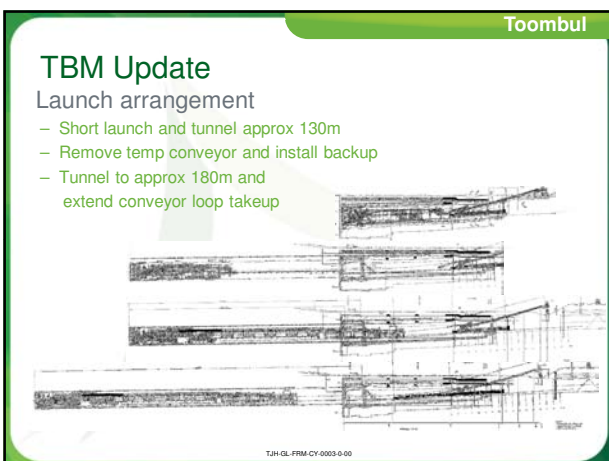 Toombul
TBM Update
Launch arrangement
– Short launch and tunnel approx 130m
– Remove temp conveyor and install backup
– Tunnel to approx 180m and
extend conveyor loop takeup
TJH-GL-FRM-CY-0003-0-00